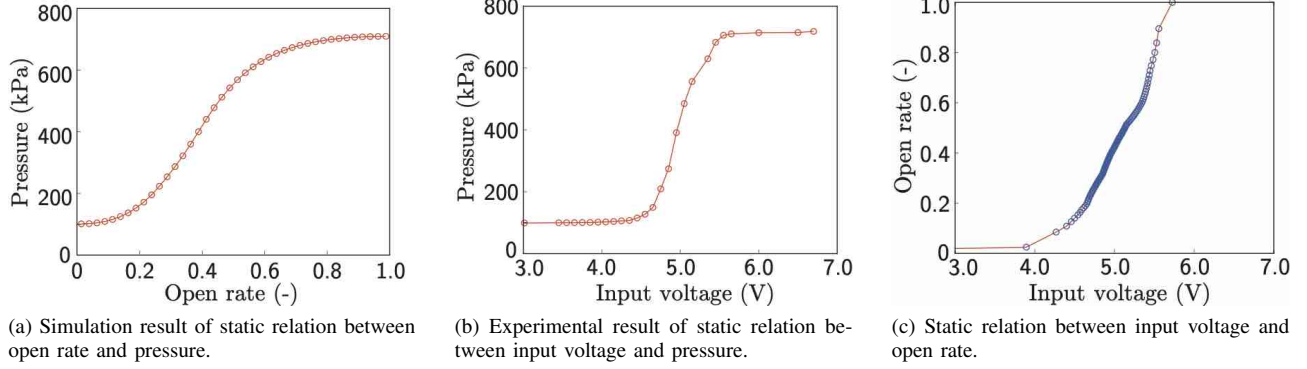 800
600
400
200
0
Pressure (kPa)
0 0.2 0.4 0.6 0.8 1.0
Open rate (-)
(a) Simulation result of static relation between
open rate and pressure.
800
600
400
200
0
Pressure (kPa)
3.0 4.0 5.0 6.0 7.0
Input voltage (V)
(b) Experimental result of static relation be-
tween input voltage and pressure.
1.0
0.8
0.6
0.4
0.2
0
Open rate (-)
3.0 4.0 5.0 6.0 7.0
Input voltage (V)
(c) Static relation between input voltage and
open rate.